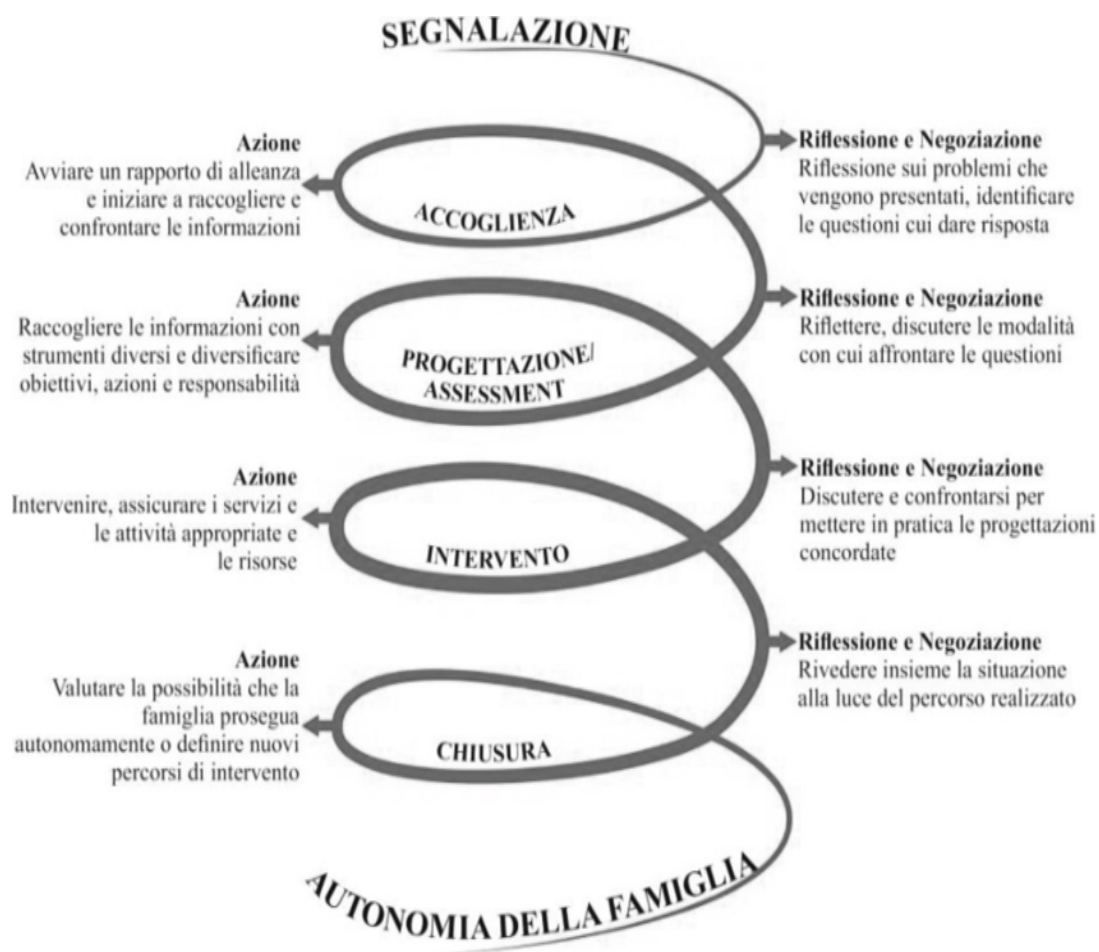 SEGNALAZIONE
Azione
Avviare un rapporto di alleanza
e iniziare a raccogliere e
confrontare le informazioni
Riflessione e Negoziazione
Riflessione sui problemi che
vengono presentati, identificare
le questioni cui dare risposta
ACCOGLIENZA
Azione
Raccogliere le informazioni con
strumenti diversi e diversificare
obiettivi, azioni e responsabilità
Riflessione e Negoziazione
Riflettere, discutere le modalità
con cui affrontare le questioni
PROGETTAZIONE/
ASSESSMENT
Azione
Intervenire, assicurare i servizi e
le attività appropriate e
le risorse
Riflessione e Negoziazione
Discutere e confrontarsi per
mettere in pratica le progettazioni
concordate
INTERVENTO
Azione
Valutare la possibilità che la
famiglia prosegua
autonomamente o definire nuovi
percorsi di intervento
Riflessione e Negoziazione
Rivedere insieme la situazione
alla luce del percorso realizzato
CHIUSURA
AUTONOMIA DELLA FAMIGLIA